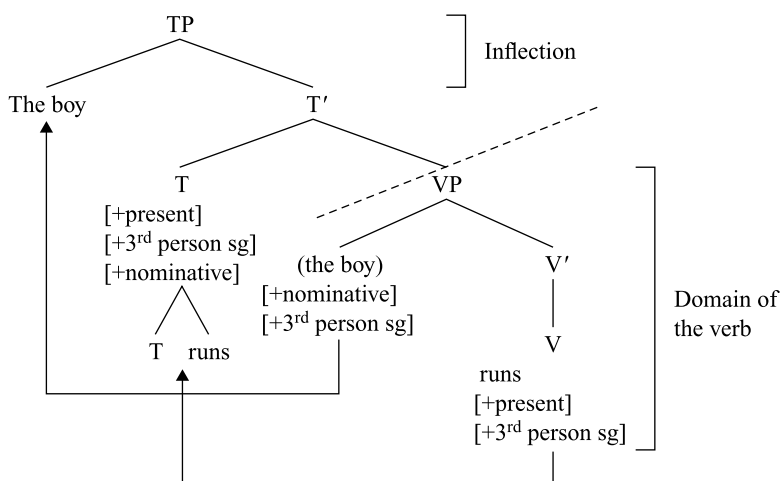 TP
Inflection
The boy
T′
T
VP
[+present]
[+3rd person sg]
[+nominative]
(the boy)
[+nominative]
[+3rd person sg]
V′
Domain of
the verb
T runs
V
runs
[+present]
[+3rd person sg]